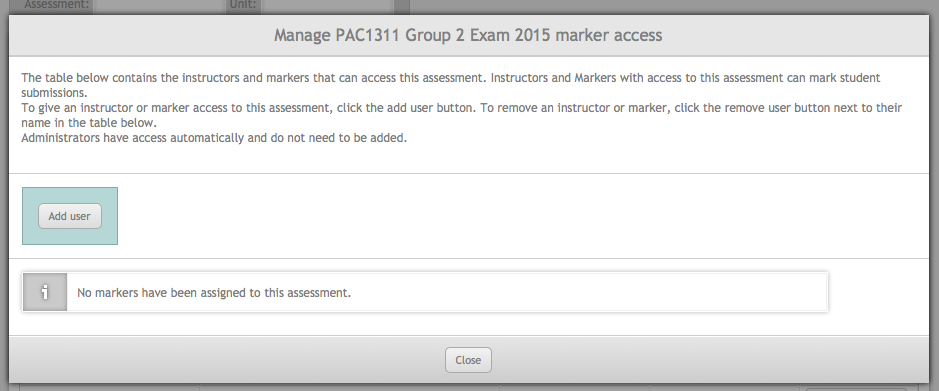 Assessment: Unit:
Manage PAC1311 Group 2 Exam 2015 marker access
The table below contains the instructors and markers that can access this assessment. Instructors and Markers with access to this assessment can mark student
submissions.
To give an instructor or marker access to this assessment, click the add user button. To remove an instructor or marker, click the remove user button next to their
name in the table below.
Administrators have access automatically and do not need to be added.
Add user
i
No markers have been assigned to this assessment.
Close